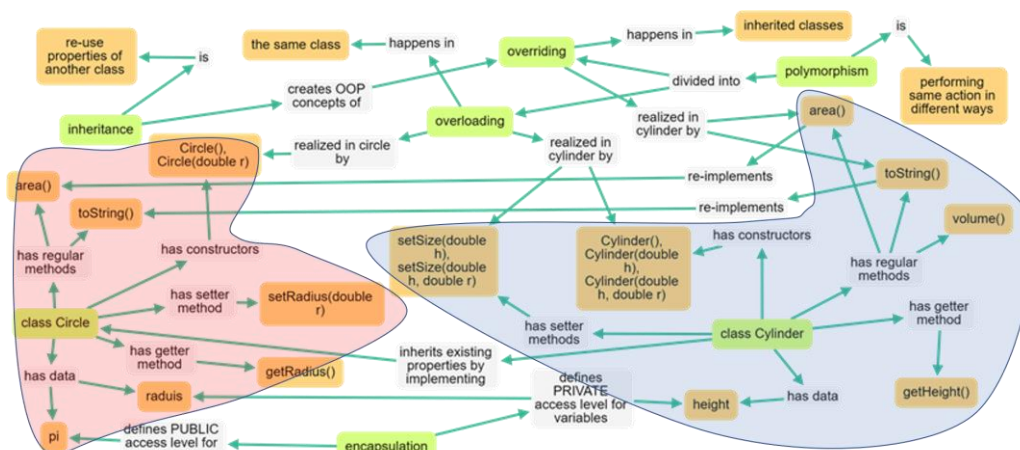 re-use
properties of
another class
is
the same class
happens in
overriding
happens in
inherited classes
is
creates OOP
concepts of
divided into
polymorphism
performing
same action in
different ways
inheritance
overloading
realized in
cylinder by
area()
Circle(),
Circle(double r)
realized in circle
by
realized in
cylinder by
area()
re-implements
toString()
toString()
re-implements
volume()
has regular
methods
has constructors
setSize(double
h),
setSize(double
h, double r)
Cylinder(),
Cylinder(double
h),
Cylinder(double
h, double r)
has constructors
has regular
methods
has setter
method
setRadius(double
r)
class Circle
has setter
methods
class Cylinder
has getter
method
has getter
method
getRadius()
inherits existing
properties by
implementing
has data
raduis
defines
PRIVATE
access level for
variables
height
has data
getHeight()
pi
defines PUBLIC
access level for
encapsulation